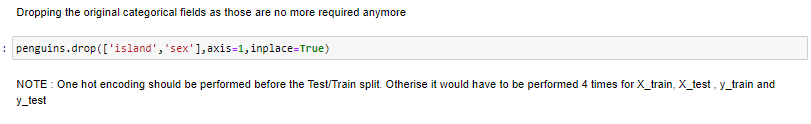 Dropping the original categorical fields as those are no more required anymore
: penguins.drop(['island','sex'],axis=1,inplace=True)
NOTE : One hot encoding should be performed before the Test/Train split. Otherise it would have to be performed 4 times for X_train, X_test , y_train and
y_test